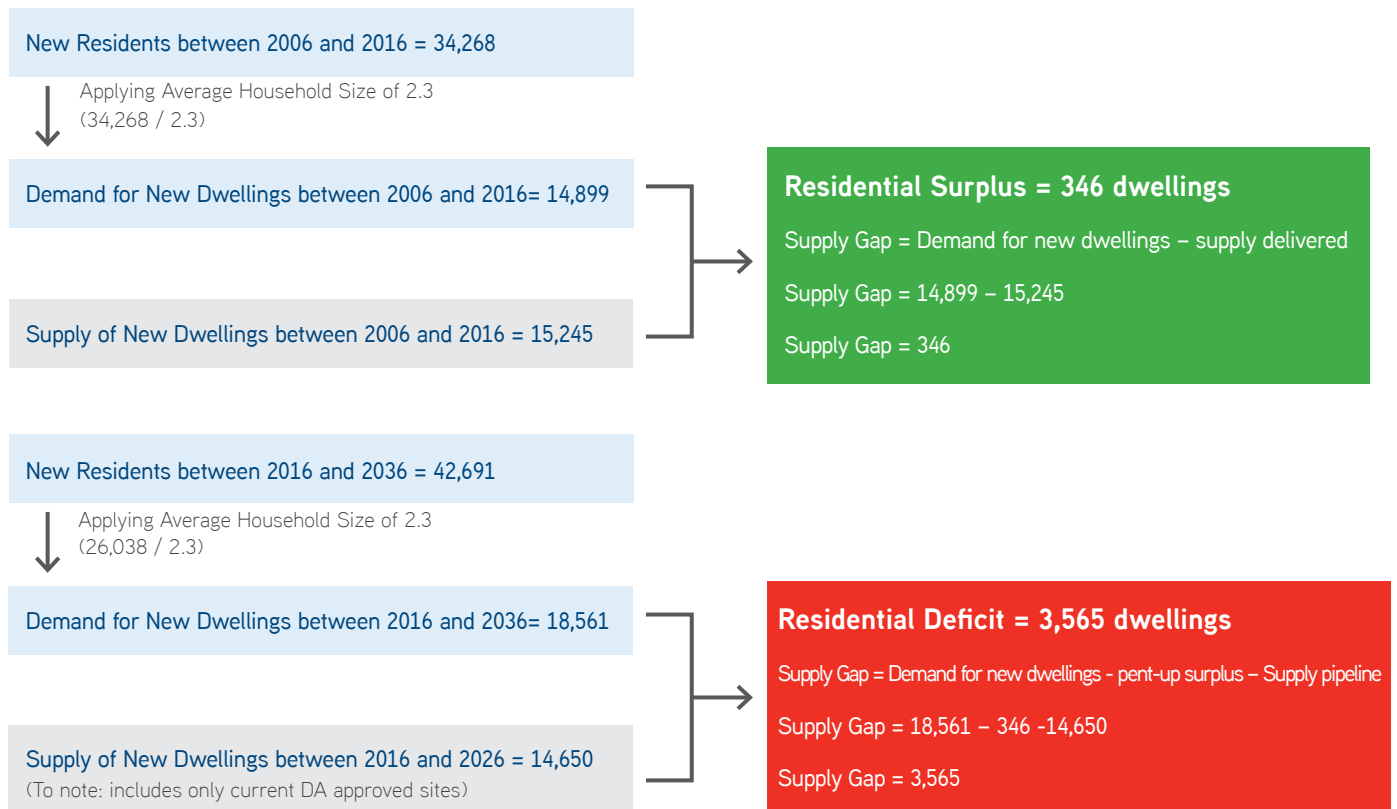 New Residents between 2006 and 2016 = 34,268
Applying Average Household Size of 2.3
(34,268 / 2.3)
Demand for New Dwellings between 2006 and 2016= 14,899
Supply of New Dwellings between 2006 and 2016 = 15,245
Residential Surplus = 346 dwellings
Supply Gap = Demand for new dwellings – supply delivered
Supply Gap = 14,899 – 15,245
Supply Gap = 346
New Residents between 2016 and 2036 = 42,691
Applying Average Household Size of 2.3
(26,038 / 2.3)
Demand for New Dwellings between 2016 and 2036= 18,561
Supply of New Dwellings between 2016 and 2026 = 14,650
(To note: includes only current DA approved sites)
Residential Deficit = 3,565 dwellings
Supply Gap = Demand for new dwellings - pent-up surplus – Supply pipeline
Supply Gap = 18,561 – 346 -14,650
Supply Gap = 3,565